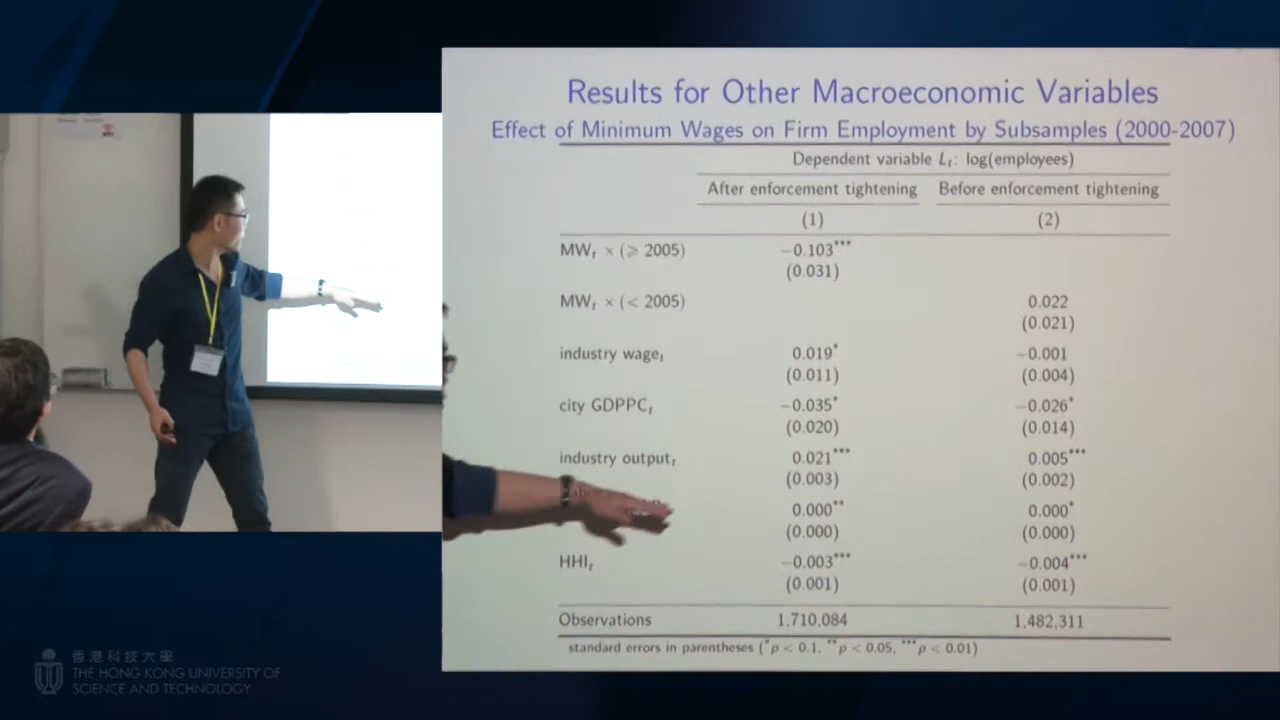 Results for Other Macroeconomic Variables
Effect of Minimum Wages on Firm Employment by Subsamples (2000-2007)
Dependent variable Lₜ: log(employees)
After enforcement tightening Before enforcement tightening
(1) (2)
MWₜ × (⩾ 2005) −0.103***
(0.031)
MWₜ × (< 2005) 0.022
(0.021)
industry wageₜ 0.019* −0.001
(0.011) (0.004)
city GDPPCₜ −0.035* −0.026*
(0.020) (0.014)
industry outputₜ 0.021*** 0.005***
(0.003) (0.002)
0.000** 0.000*
(0.000) (0.000)
HHIₜ −0.003*** −0.004***
(0.001) (0.001)
Observations 1,710,084 1,482,311
standard errors in parentheses (*p < 0.1, **p < 0.05, ***p < 0.01)
香港科技大學
THE HONG KONG UNIVERSITY OF
SCIENCE AND TECHNOLOGY